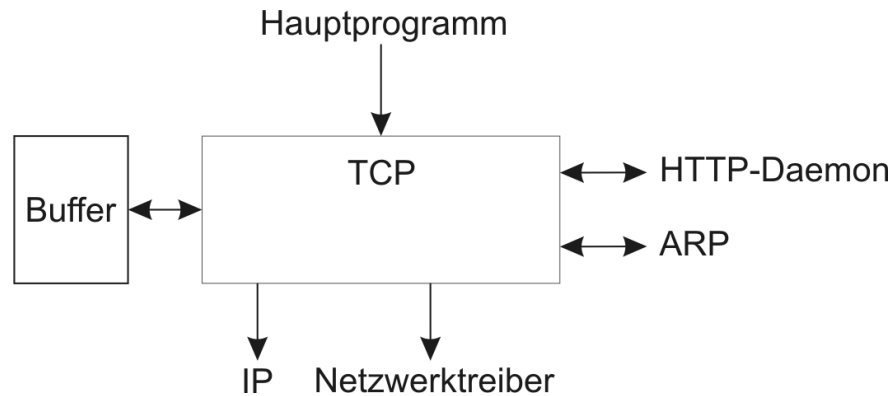 Hauptprogramm
TCP
HTTP-Daemon
Buffer
ARP
IP
Netzwerktreiber